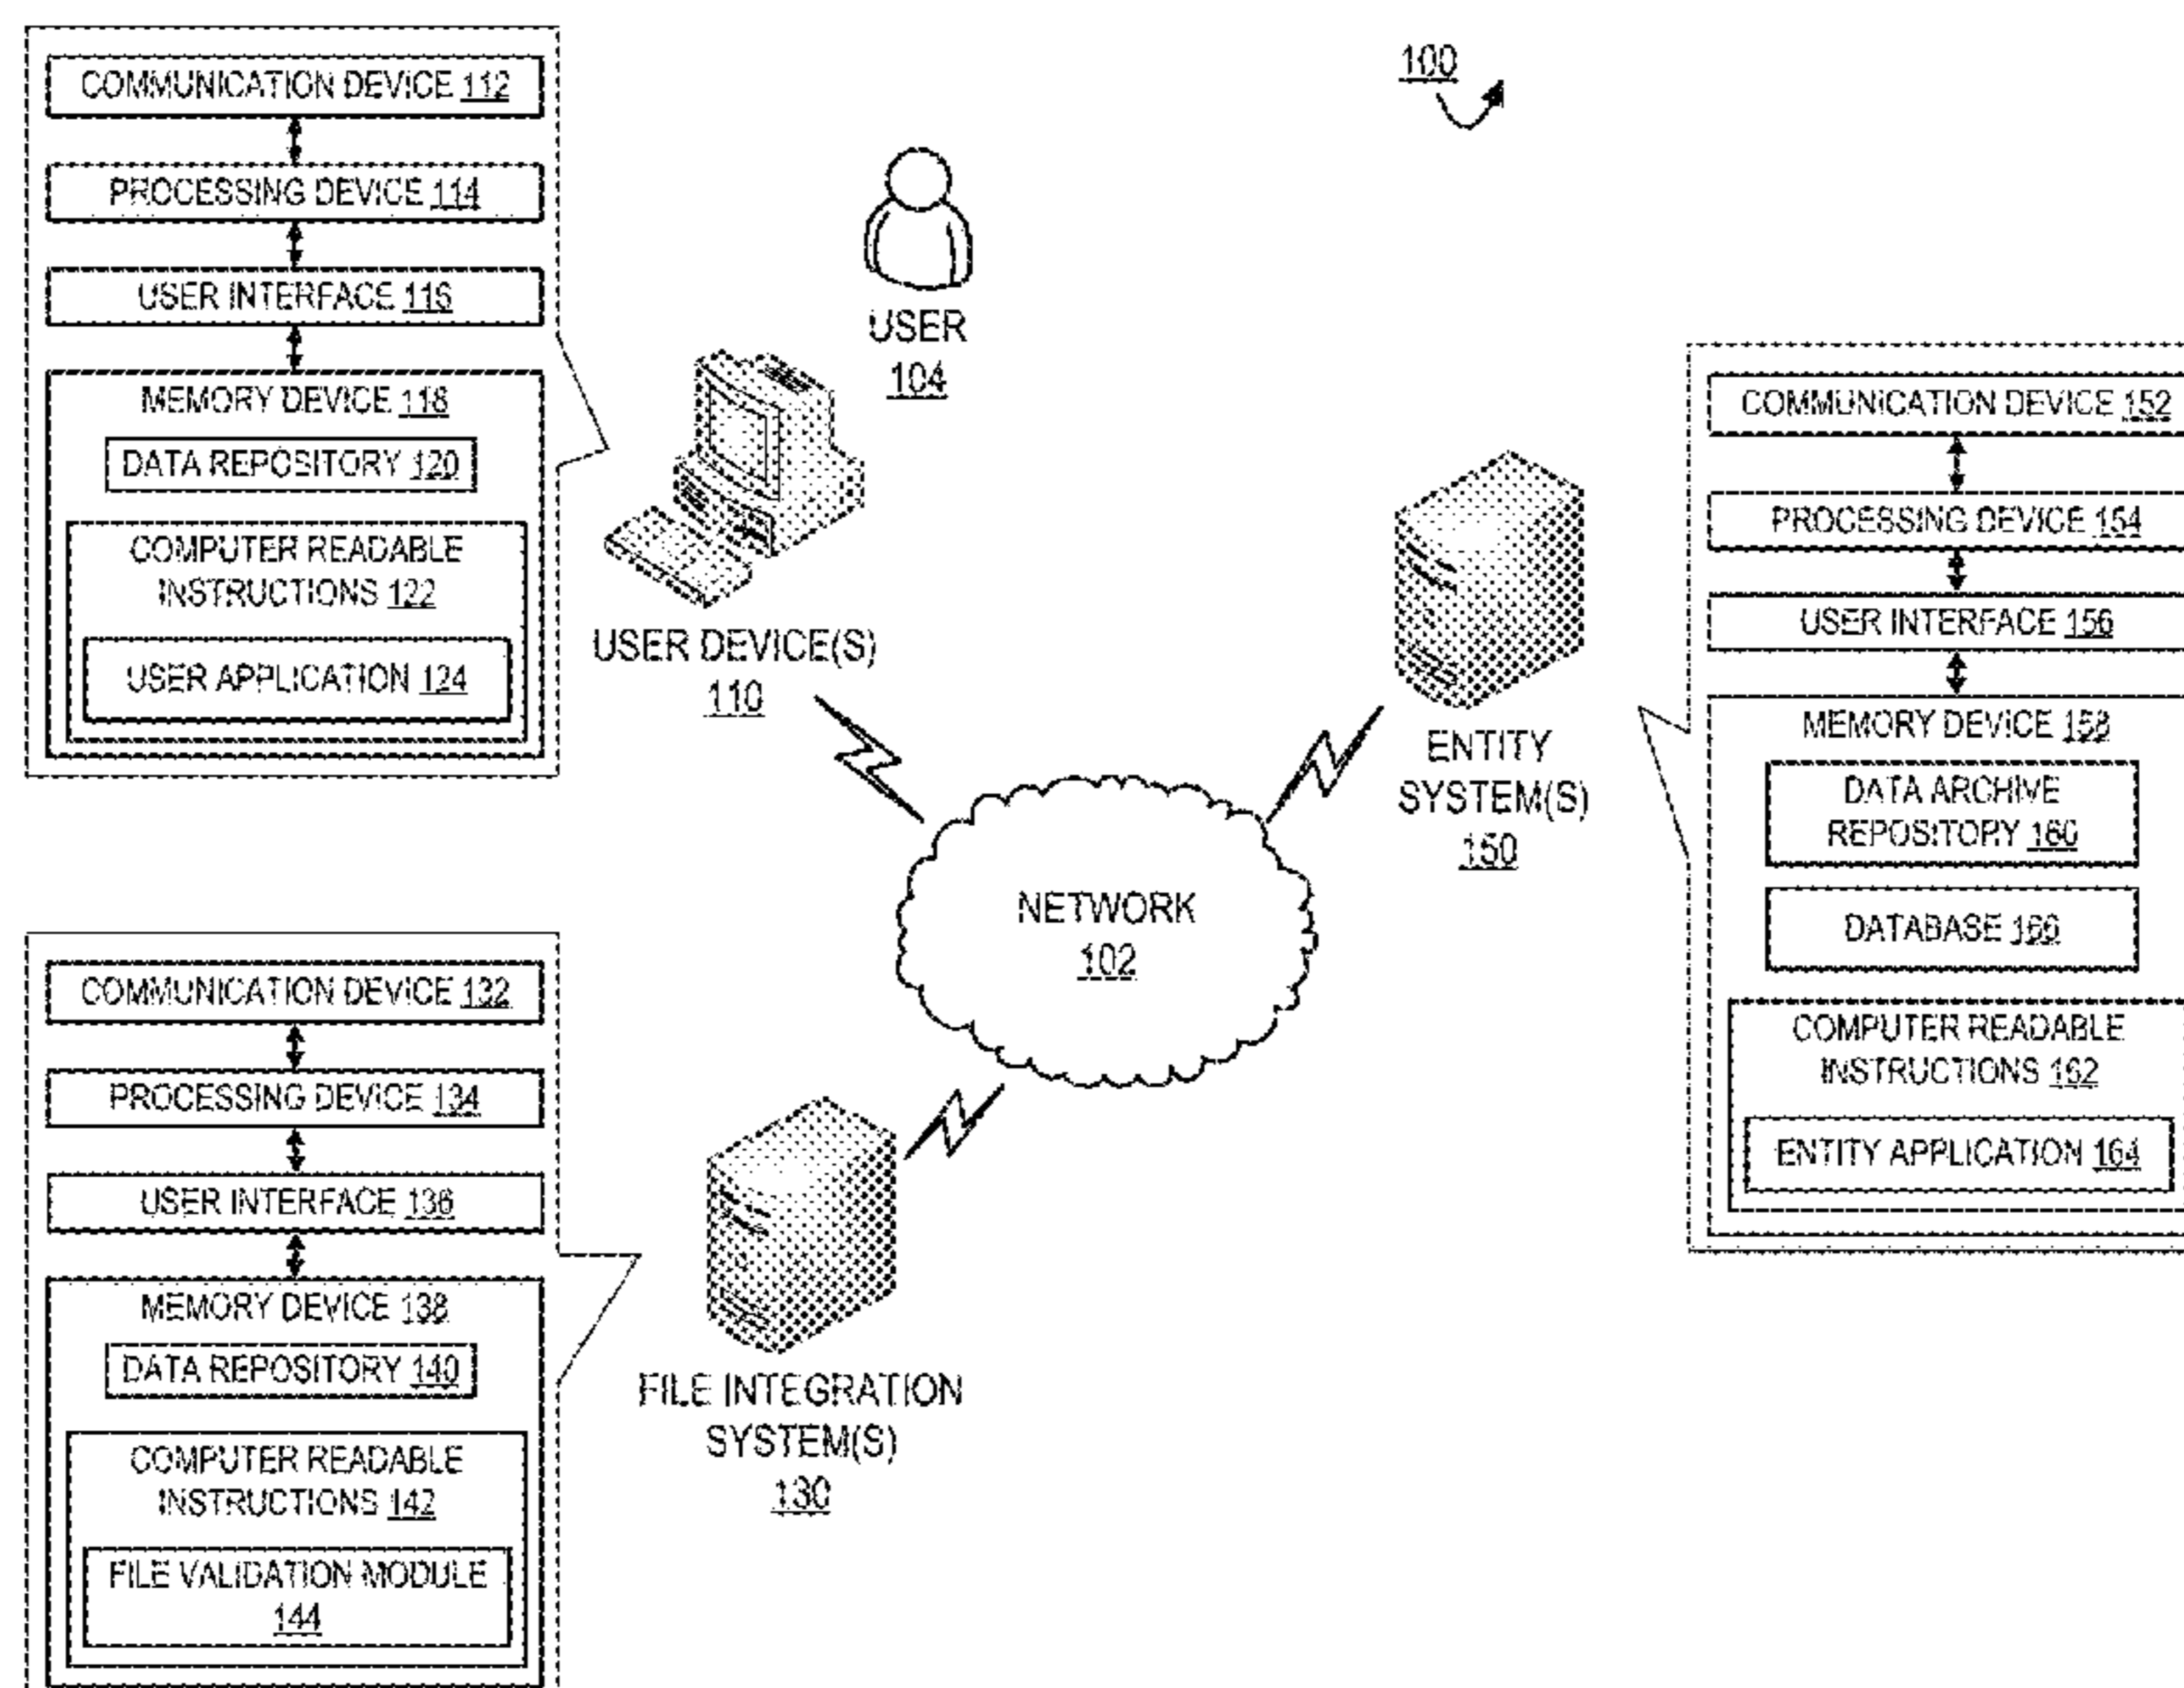 100
COMMUNICATION DEVICE 112
PROCESSING DEVICE 114
USER INTERFACE 116
MEMORY DEVICE 118
DATA REPOSITORY 120
COMPUTER READABLE
INSTRUCTIONS 122
USER APPLICATION 124
USER
104
USER DEVICE(S)
110
COMMUNICATION DEVICE 152
PROCESSING DEVICE 154
USER INTERFACE 156
MEMORY DEVICE 158
DATA ARCHIVE
REPOSITORY 160
DATABASE 166
COMPUTER READABLE
INSTRUCTIONS 162
ENTITY APPLICATION 164
ENTITY
SYSTEM(S)
150
NETWORK
102
COMMUNICATION DEVICE 132
PROCESSING DEVICE 134
USER INTERFACE 136
MEMORY DEVICE 138
DATA REPOSITORY 140
COMPUTER READABLE
INSTRUCTIONS 142
FILE VALIDATION MODULE
144
FILE INTEGRATION
SYSTEM(S)
130